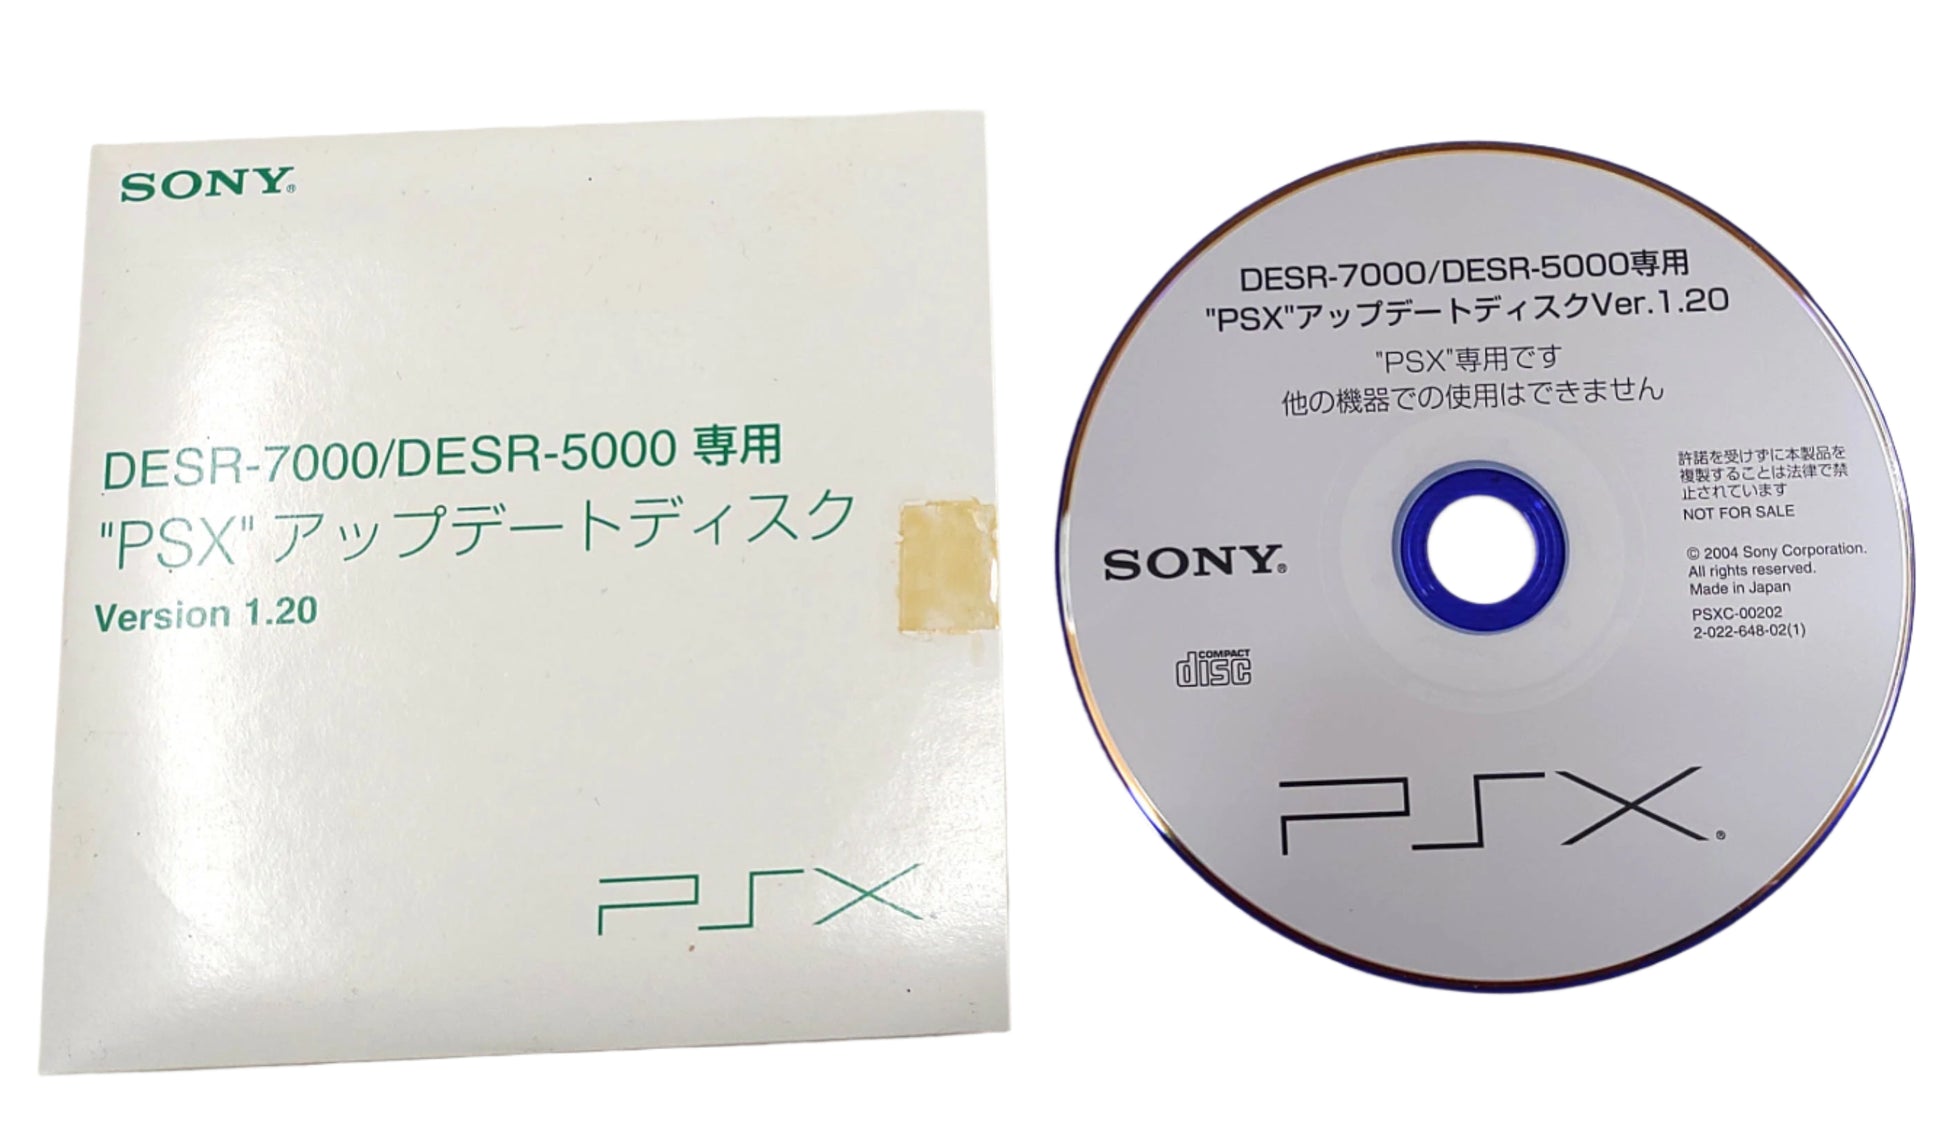 SONY®
DESR-7000/DESR-5000 専用
"PSX" アップデートディスク
Version 1.20
PSX
DESR-7000/DESR-5000専用
"PSX"アップデートディスクVer.1.20
"PSX"専用です
他の機器での使用はできません
許諾を受けずに本製品を
複製することは法律で禁
止されています
NOT FOR SALE
SONY®
© 2004 Sony Corporation.
All rights reserved.
Made in Japan
PSXC-00202
2-022-648-02(1)
COMPACT
disc
PSX®